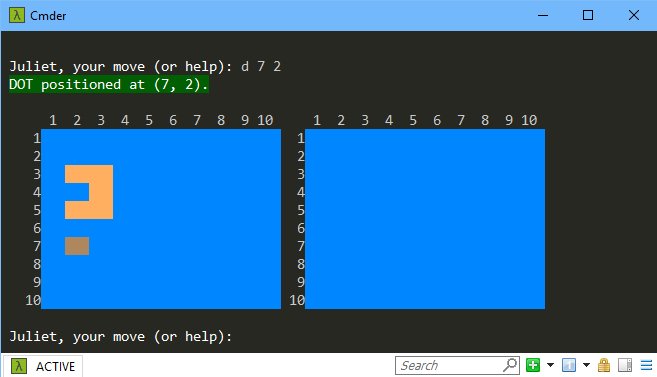 λ Cmder
Juliet, your move (or help): d 7 2
DOT positioned at (7, 2).
1 2 3 4 5 6 7 8 9 10 1 2 3 4 5 6 7 8 9 10
1 1
2 2
3 3
4 4
5 5
6 6
7 7
8 8
9 9
10 10
Juliet, your move (or help):
λ ACTIVE Search 1